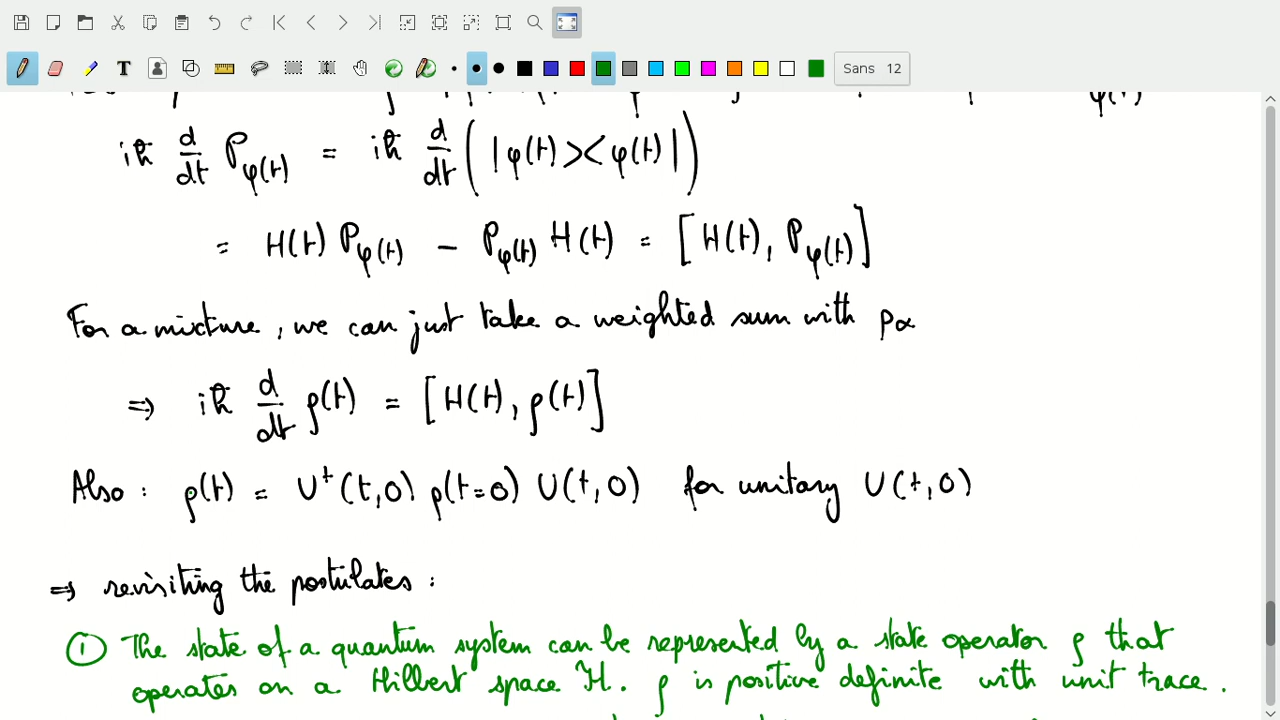 T
Sans 12
φ(t)
iħ d/dt P_φ(t) = iħ d/dt ( |φ(t)><φ(t)| )
= H(t) P_φ(t) − P_φ(t) H(t) = [H(t), P_φ(t)]
For a mixture, we can just take a weighted sum with pα
⇒ iħ d/dt ρ(t) = [H(t), ρ(t)]
Also : ρ(t) = U†(t,0) ρ(t=0) U(t,0) for unitary U(t,0)
⇒ revisiting the postulates :
① The state of a quantum system can be represented by a state operator ρ that
operates on a Hilbert space H. ρ is positive definite with unit trace.